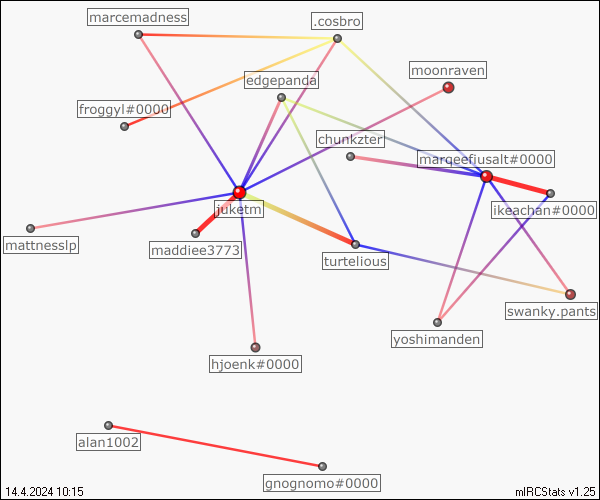 marcemadness
.cosbro
edgepanda
moonraven
froggyl#0000
chunkzter
marqeefjusalt#0000
juketm
ikeachan#0000
mattnesslp
maddiee3773
turtelious
swanky.pants
yoshimanden
hjoenk#0000
alan1002
gnognomo#0000
14.4.2024 10:15
mIRCStats v1.25